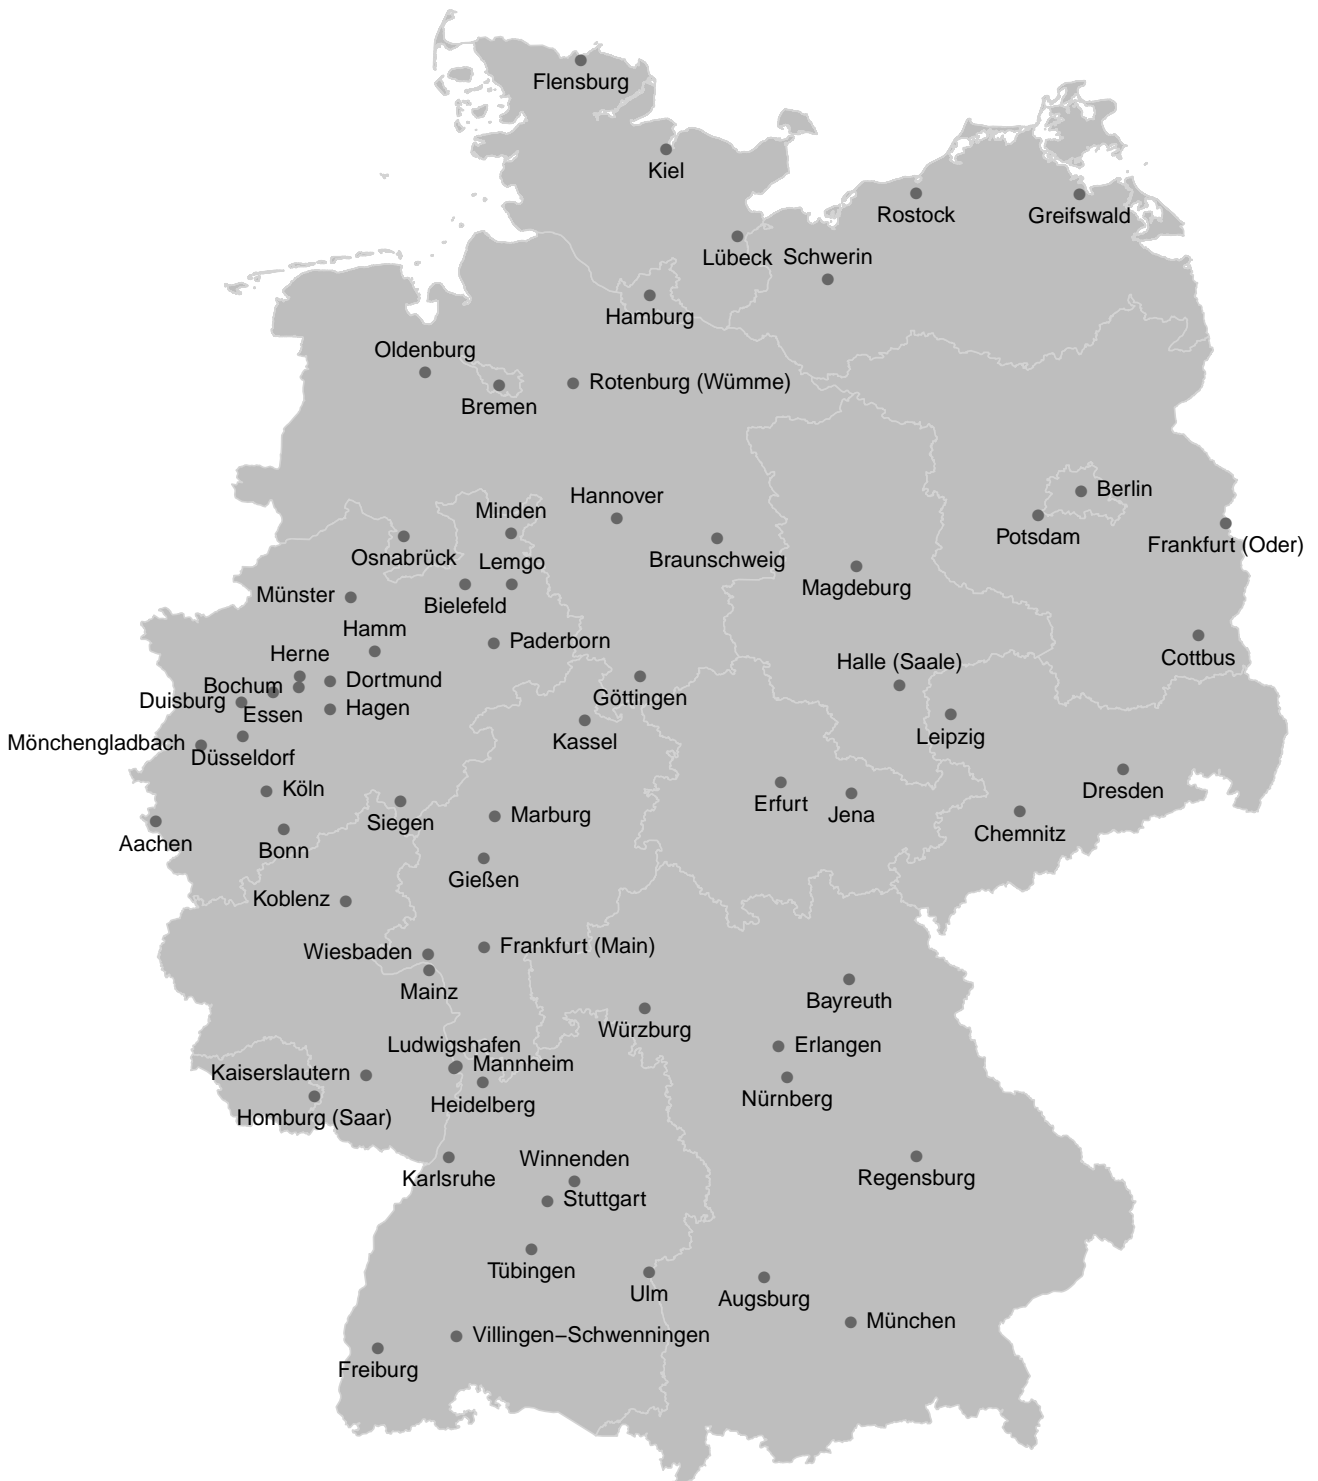 Flensburg
Kiel
Rostock
Greifswald
Lübeck
Schwerin
Hamburg
Oldenburg
Rotenburg (Wümme)
Bremen
Berlin
Hannover
Minden
Potsdam
Frankfurt (Oder)
Osnabrück
Lemgo
Braunschweig
Magdeburg
Münster
Bielefeld
Hamm
Paderborn
Herne
Cottbus
Halle (Saale)
Dortmund
Bochum
Duisburg
Göttingen
Hagen
Essen
Leipzig
Mönchengladbach
Kassel
Düsseldorf
Köln
Dresden
Erfurt
Jena
Marburg
Siegen
Chemnitz
Aachen
Bonn
Gießen
Koblenz
Frankfurt (Main)
Wiesbaden
Mainz
Bayreuth
Würzburg
Ludwigshafen
Erlangen
Mannheim
Kaiserslautern
Nürnberg
Heidelberg
Homburg (Saar)
Winnenden
Karlsruhe
Regensburg
Stuttgart
Tübingen
Ulm
Augsburg
München
Villingen−Schwenningen
Freiburg